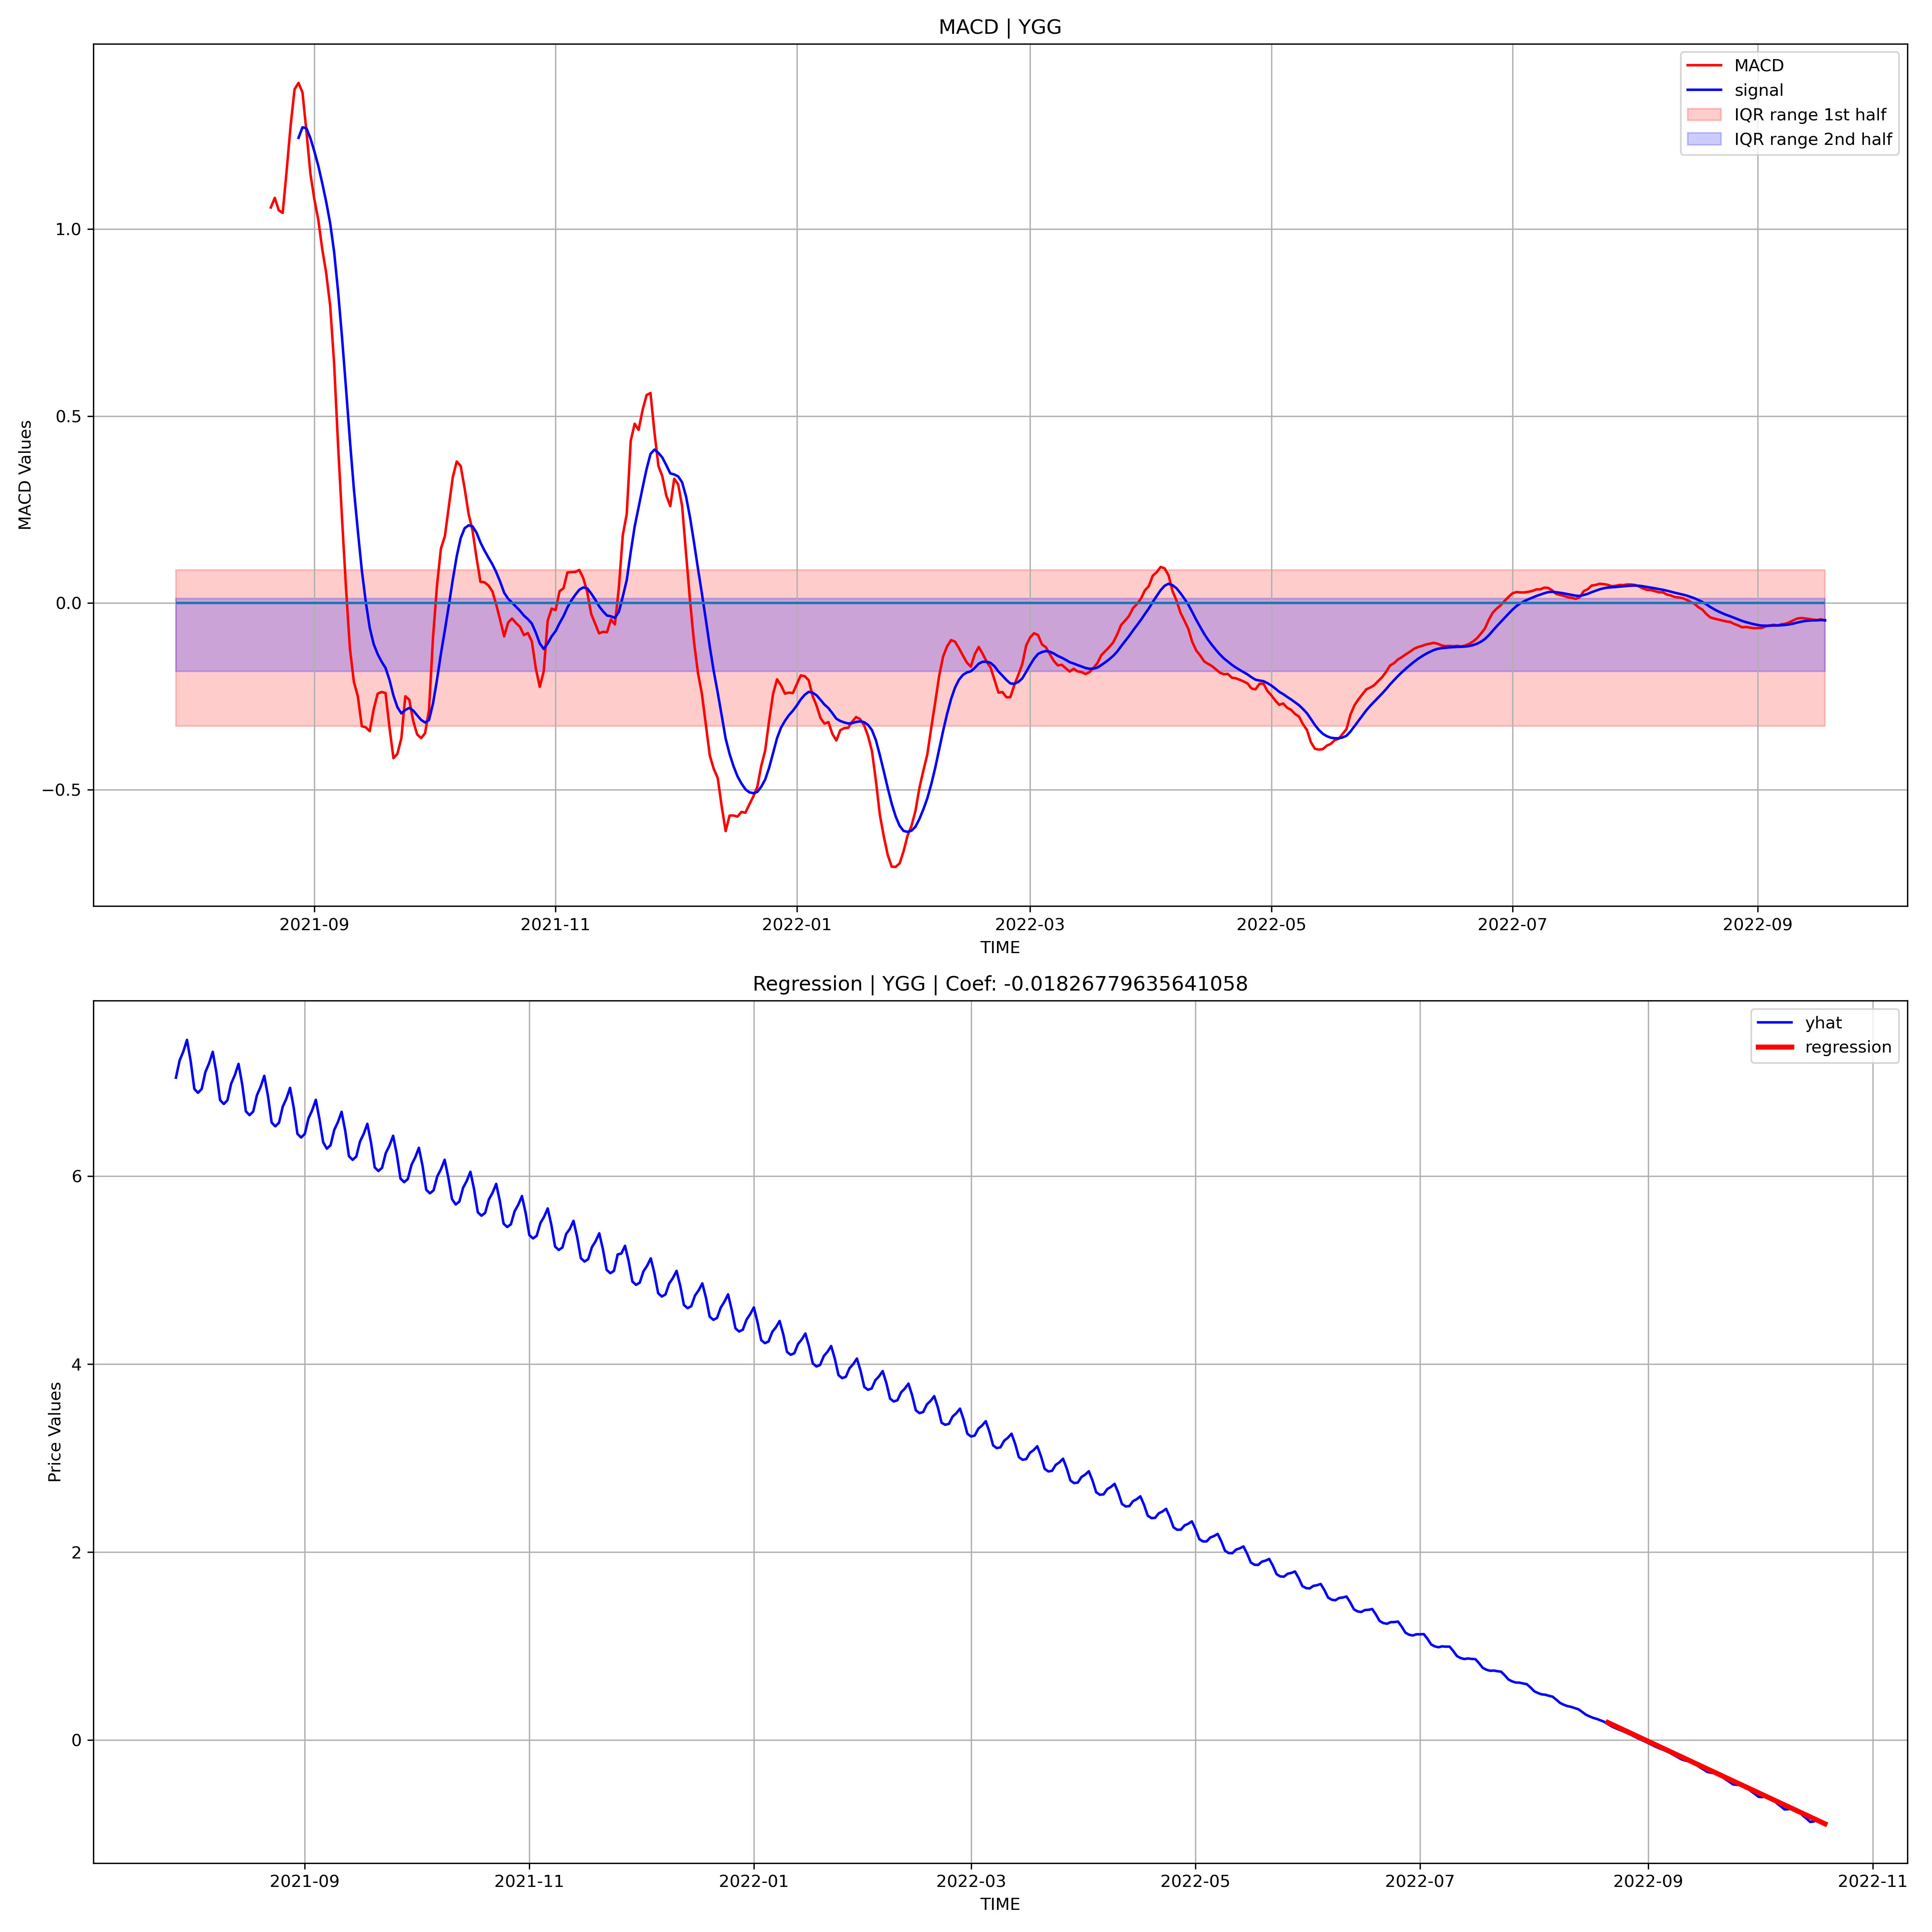 MACD | YGG
MACD
signal
IQR range 1st half
IQR range 2nd half
1.0
0.5
0.0
−0.5
MACD Values
2021-09 2021-11 2022-01 2022-03 2022-05 2022-07 2022-09
TIME
Regression | YGG | Coef: -0.01826779635641058
yhat
regression
6
4
2
0
Price Values
2021-09 2021-11 2022-01 2022-03 2022-05 2022-07 2022-09 2022-11
TIME